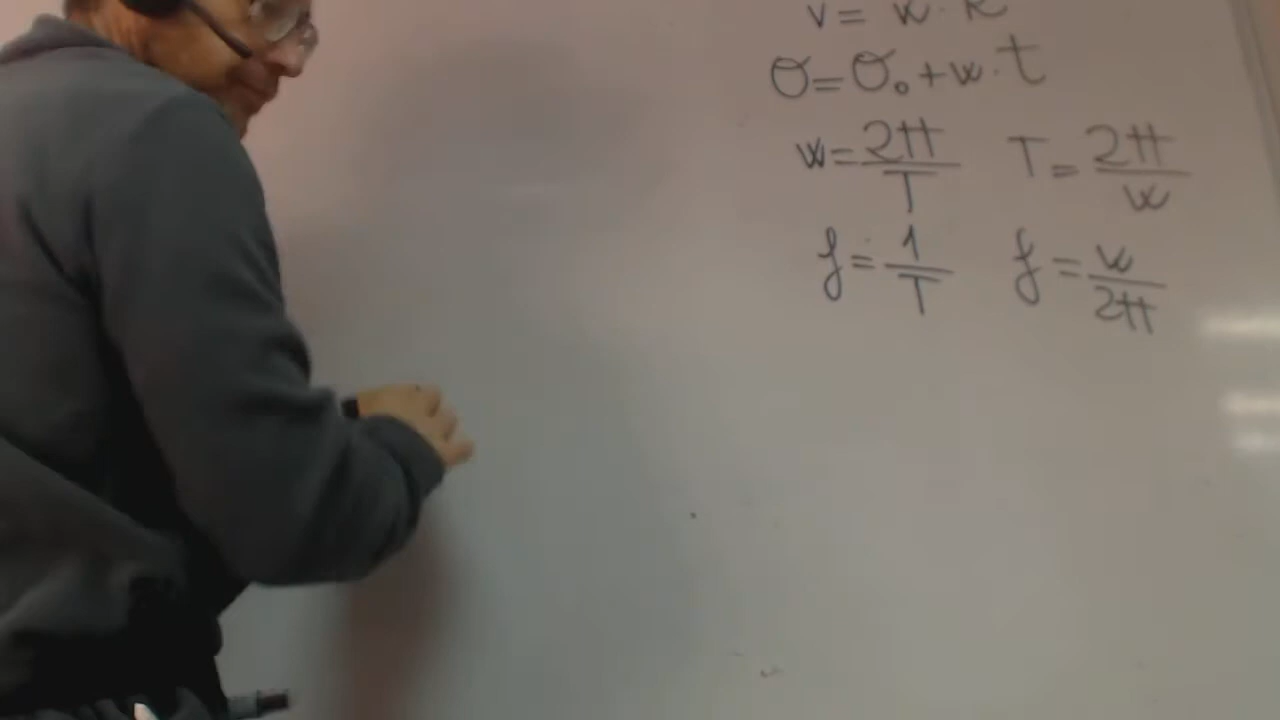 v = w · R
θ = θ₀ + w · t
w = 2π/T T = 2π/w
f = 1/T f = w/2π